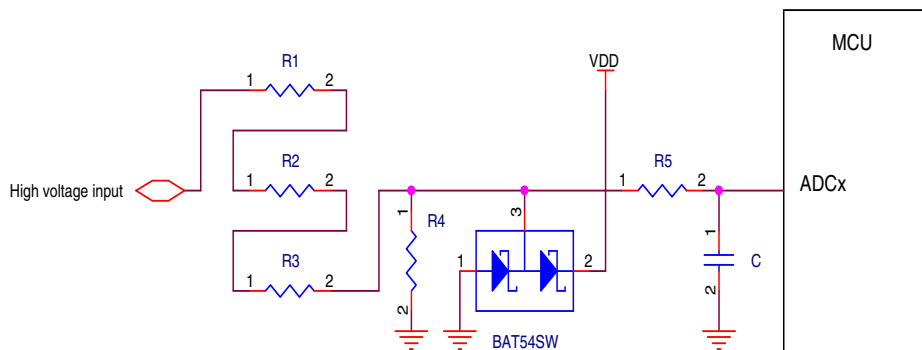 MCU
R1
1 2
VDD
R2
1 2
R5
1 2
High voltage input
ADCx
1
R4
3
1
R3
1 2
1 2
C
2
2
BAT54SW